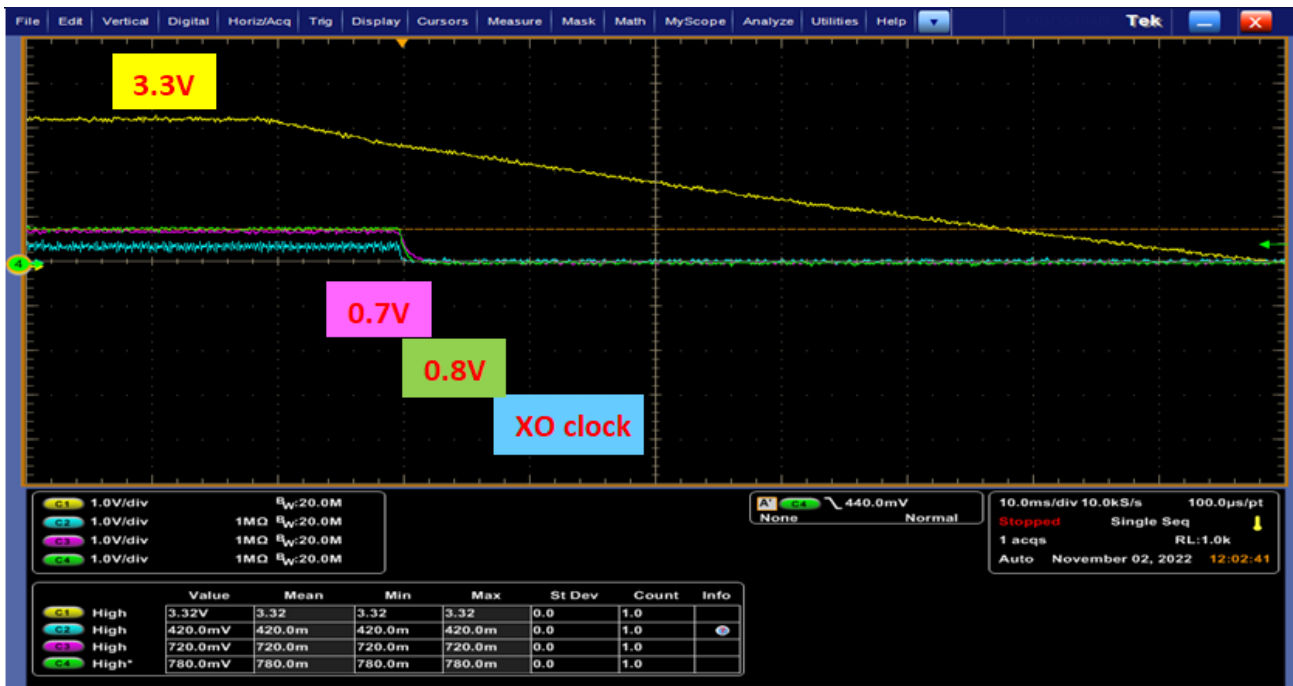 File Edit Vertical Digital Horiz/Acq Trig Display Cursors Measure Mask Math MyScope Analyze Utilities Help Tek
3.3V
4
0.7V
0.8V
XO clock
C1 1.0V/div BW:20.0M
C2 1.0V/div 1MΩ BW:20.0M
C3 1.0V/div 1MΩ BW:20.0M
C4 1.0V/div 1MΩ BW:20.0M
A' C4 440.0mV
None Normal
10.0ms/div 10.0kS/s 100.0µs/pt
Stopped Single Seq
1 acqs RL:1.0k
Auto November 02, 2022 12:02:41
Value Mean Min Max St Dev Count Info
C1 High 3.32V 3.32 3.32 3.32 0.0 1.0
C2 High 420.0mV 420.0m 420.0m 420.0m 0.0 1.0
C3 High 720.0mV 720.0m 720.0m 720.0m 0.0 1.0
C4 High* 780.0mV 780.0m 780.0m 780.0m 0.0 1.0